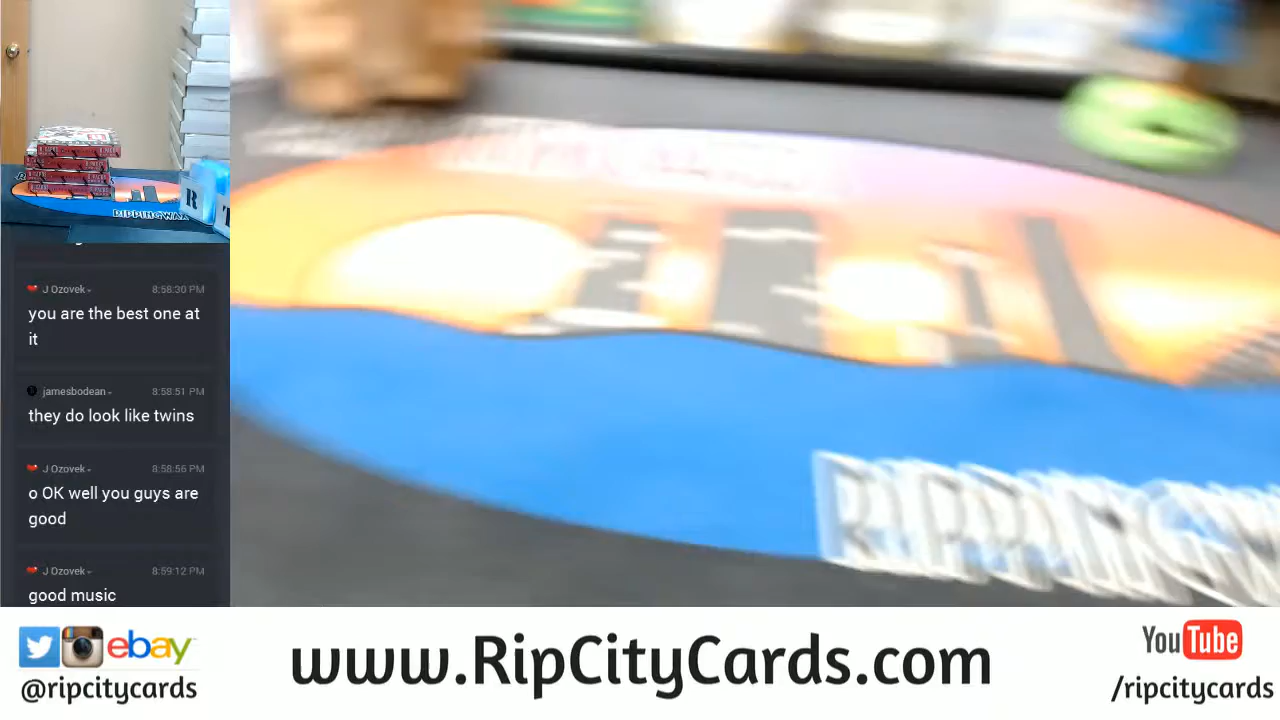 RIPPINGWAX
R
J Ozovek
8:58:30 PM
you are the best one at
it
jamesbodean
8:58:51 PM
they do look like twins
J Ozovek
8:58:56 PM
o OK well you guys are
good
J Ozovek
8:59:12 PM
good music
RIPPINGW
ebay
@ripcitycards
www.RipCityCards.com
YouTube
/ripcitycards